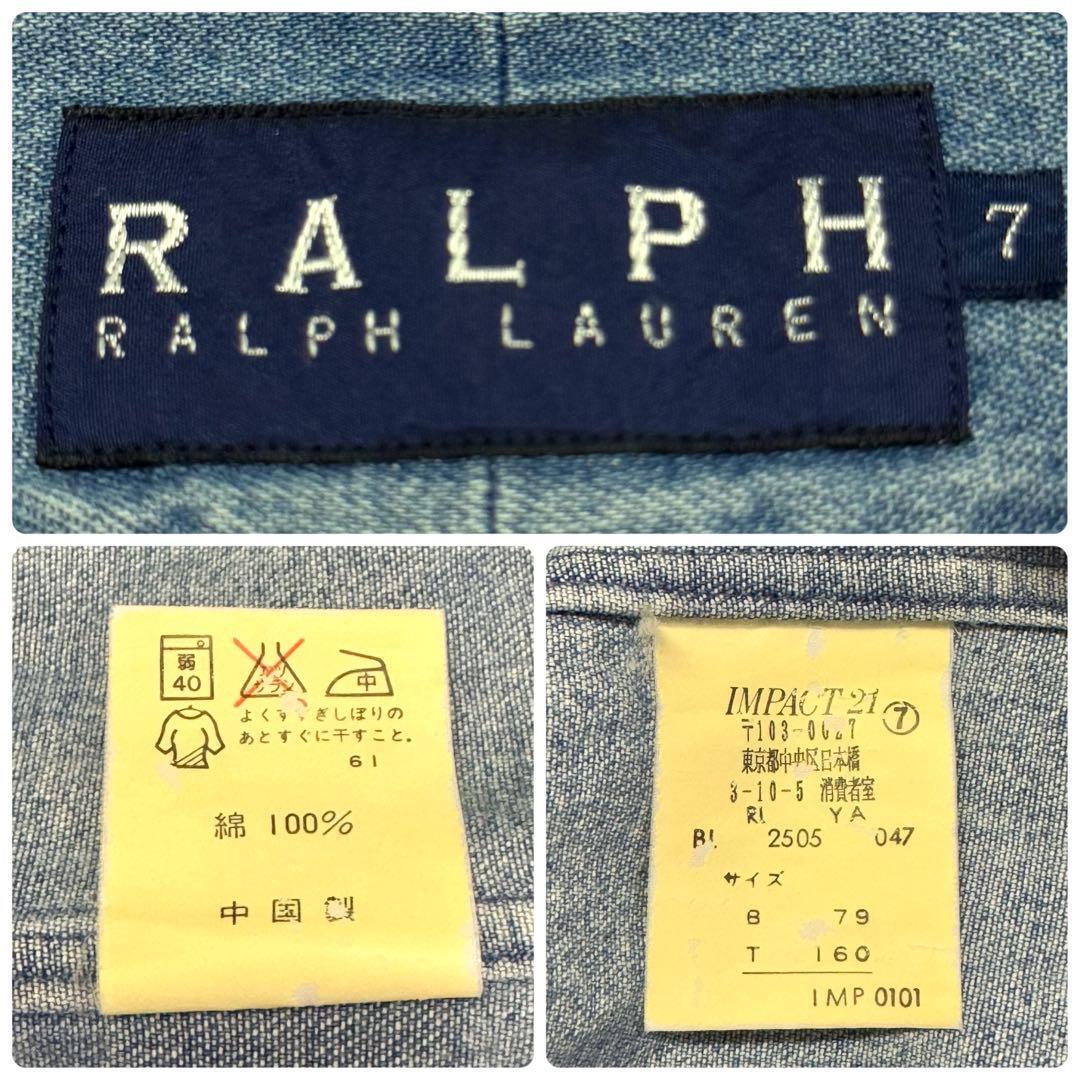 RALPH
RALPH LAUREN
7
弱
40
中
よくすすぎしぼりの
あとすぐに干すこと。
61
綿 100%
中国製
IMPACT 21 ⑦
〒103-0027
東京都中央区日本橋
3-10-5 消費者室
RL YA
BL 2505 047
サイズ
B 79
T 160
IMP 0101